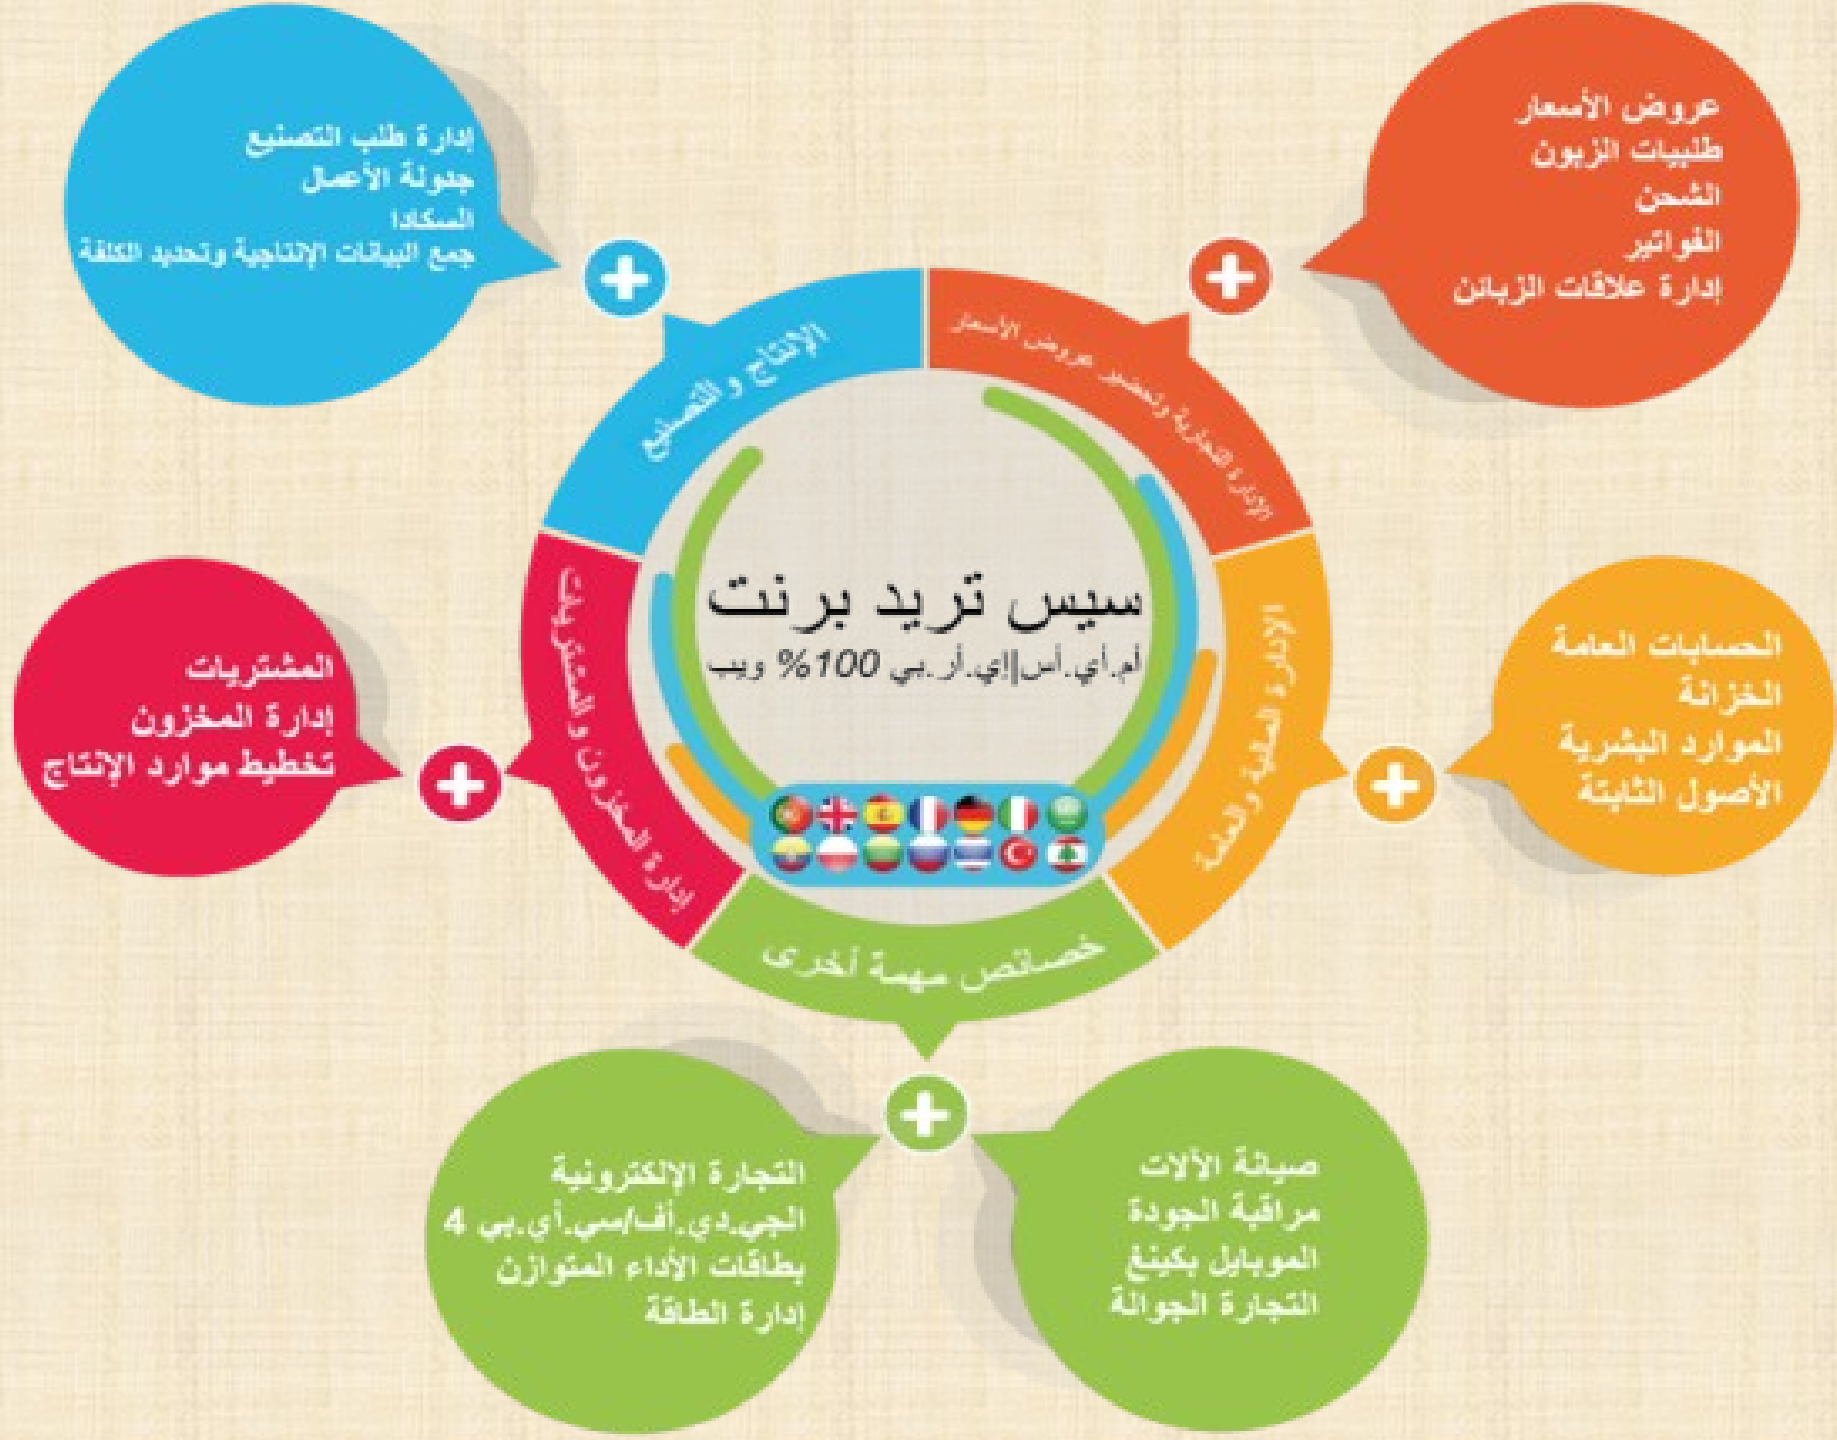 عروض الأسعار
طلبيات الزبون
الشحن
الفواتير
إدارة علاقات الزبائن
إدارة طلب التصنيع
جدولة الأعمال
السكادا
جمع البيانات الإنتاجية وتحديد الكلفة
الإدارة التجارية وتحضير عروض الأسعار
الإنتاج و التصنيع
سيس تريد برنت
أم.أي.أس||إي.أر.بي 100% ويب
الإدارة المالية والعامة
إدارة المخزون و المشتريات
خصائص مهمة أخرى
الحسابات العامة
الخزانة
الموارد البشرية
الأصول الثابتة
المشتريات
إدارة المخزون
تخطيط موارد الإنتاج
صيانة الآلات
مراقبة الجودة
الموبايل بكينغ
التجارة الجوالة
التجارة الإلكترونية
الجي.دي.أف/سي.أي.بي 4
بطاقات الأداء المتوازن
إدارة الطاقة